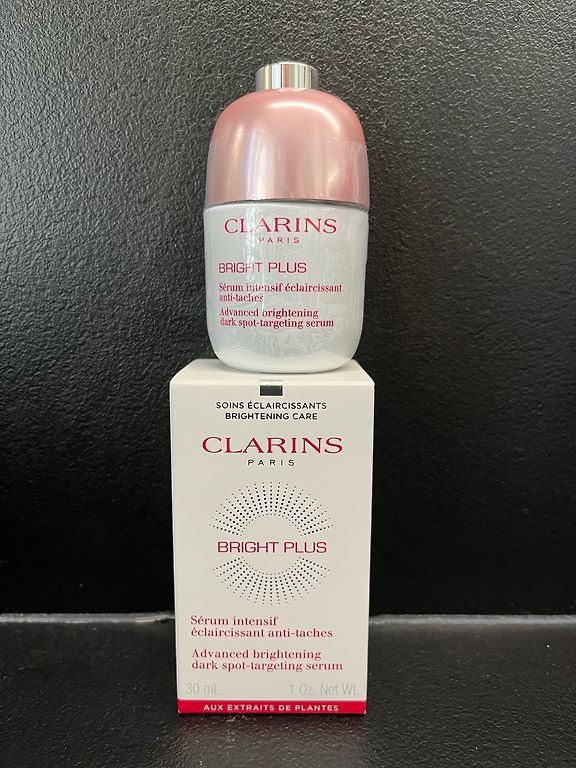 CLARINS
PARIS
BRIGHT PLUS
Sérum intensif éclaircissant
anti-taches
Advanced brightening
dark spot-targeting serum
SOINS ÉCLAIRCISSANTS
BRIGHTENING CARE
CLARINS
PARIS
BRIGHT PLUS
Sérum intensif
éclaircissant anti-taches
Advanced brightening
dark spot-targeting serum
30 mL 1 Oz. Net Wt.
AUX EXTRAITS DE PLANTES